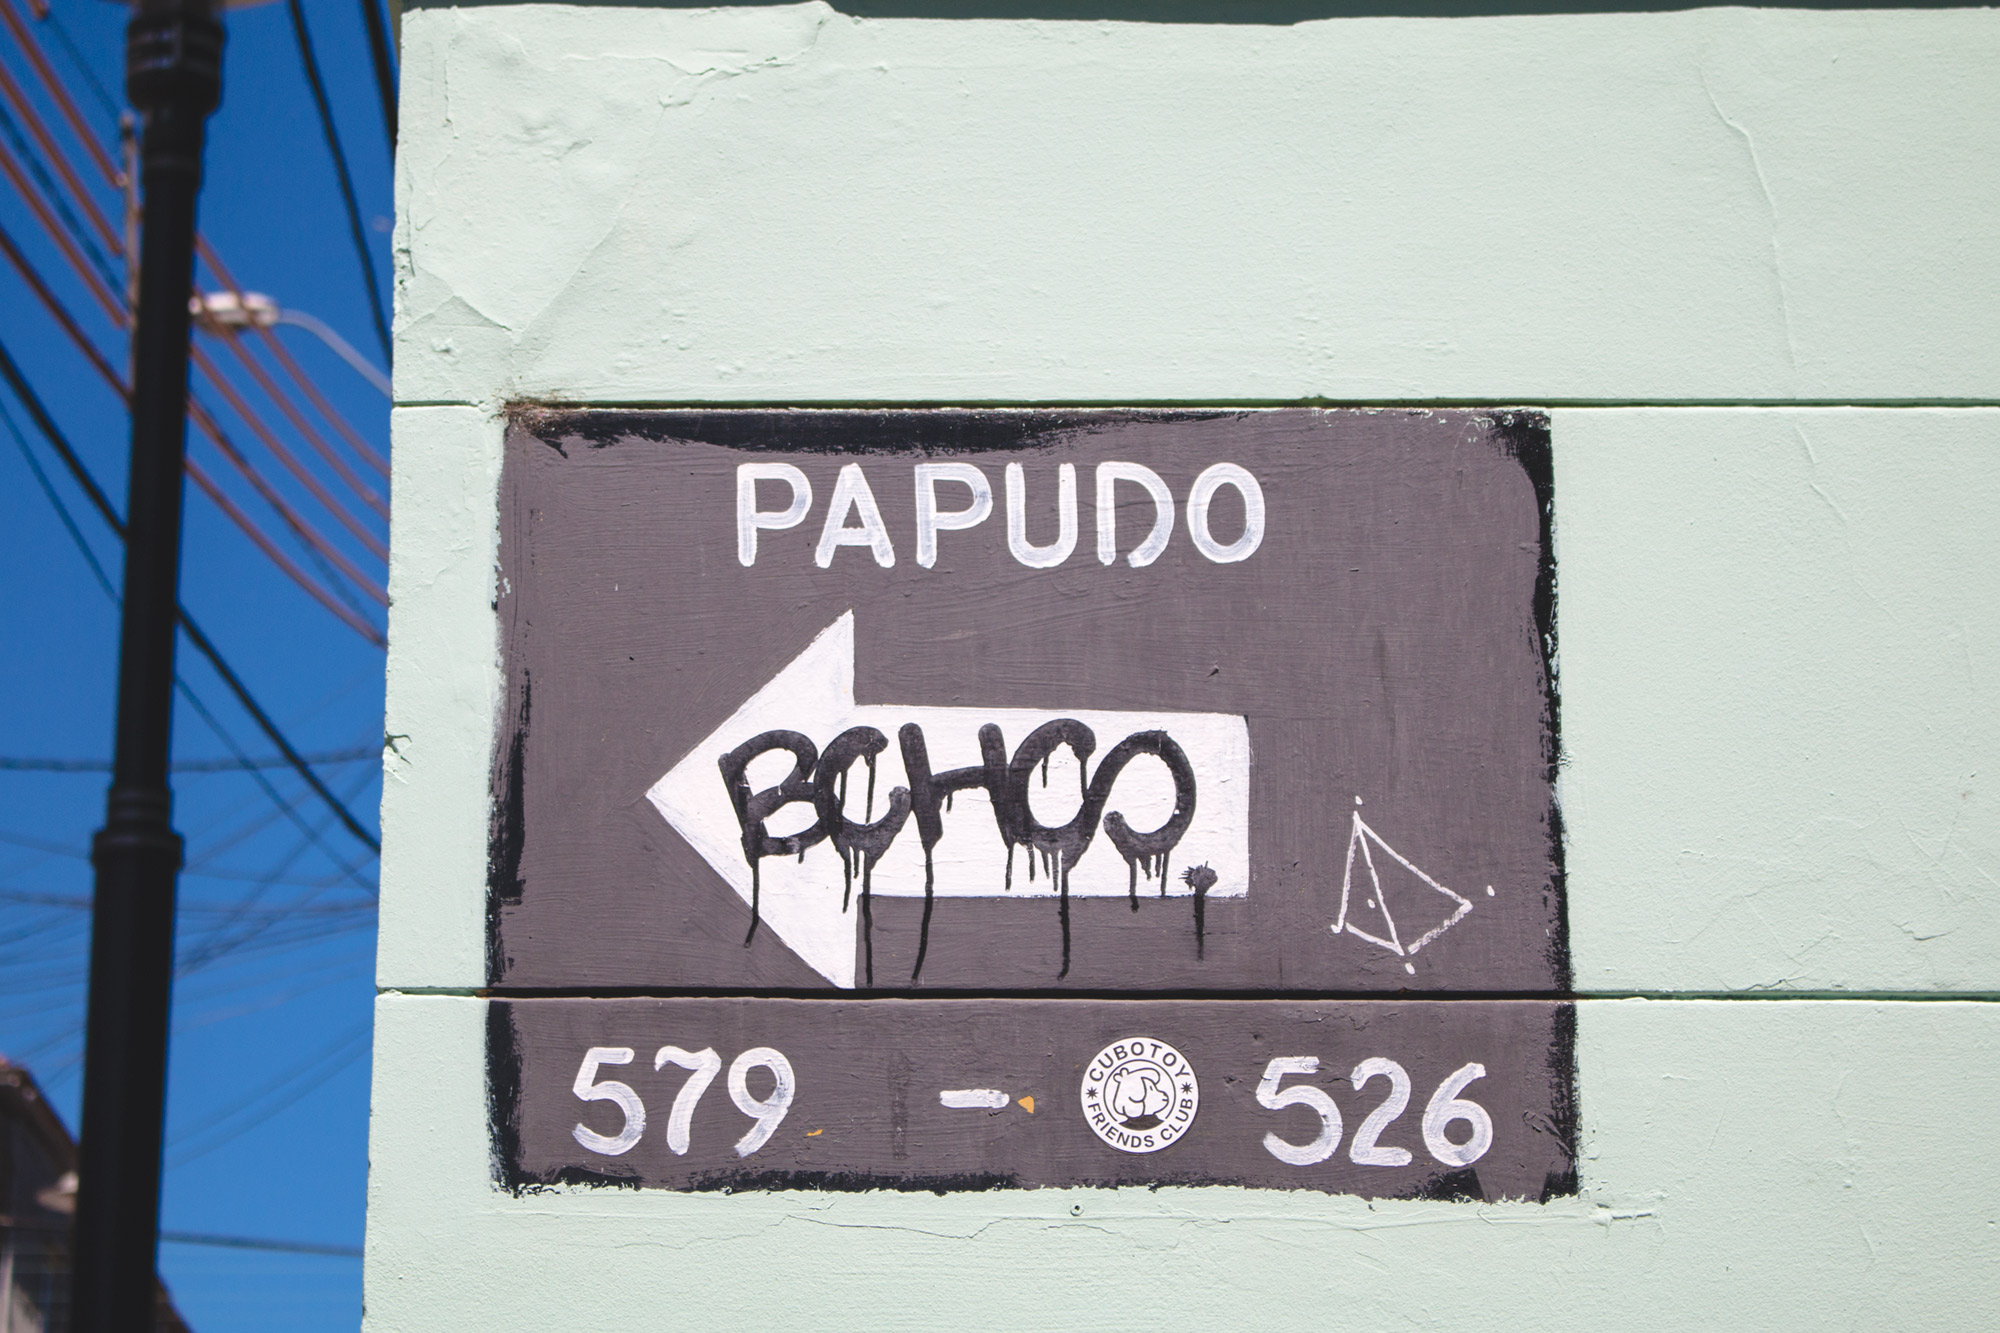 PAPUDO
BCHOS.
579 - 526
CUBOTOY
FRIENDS CLUB